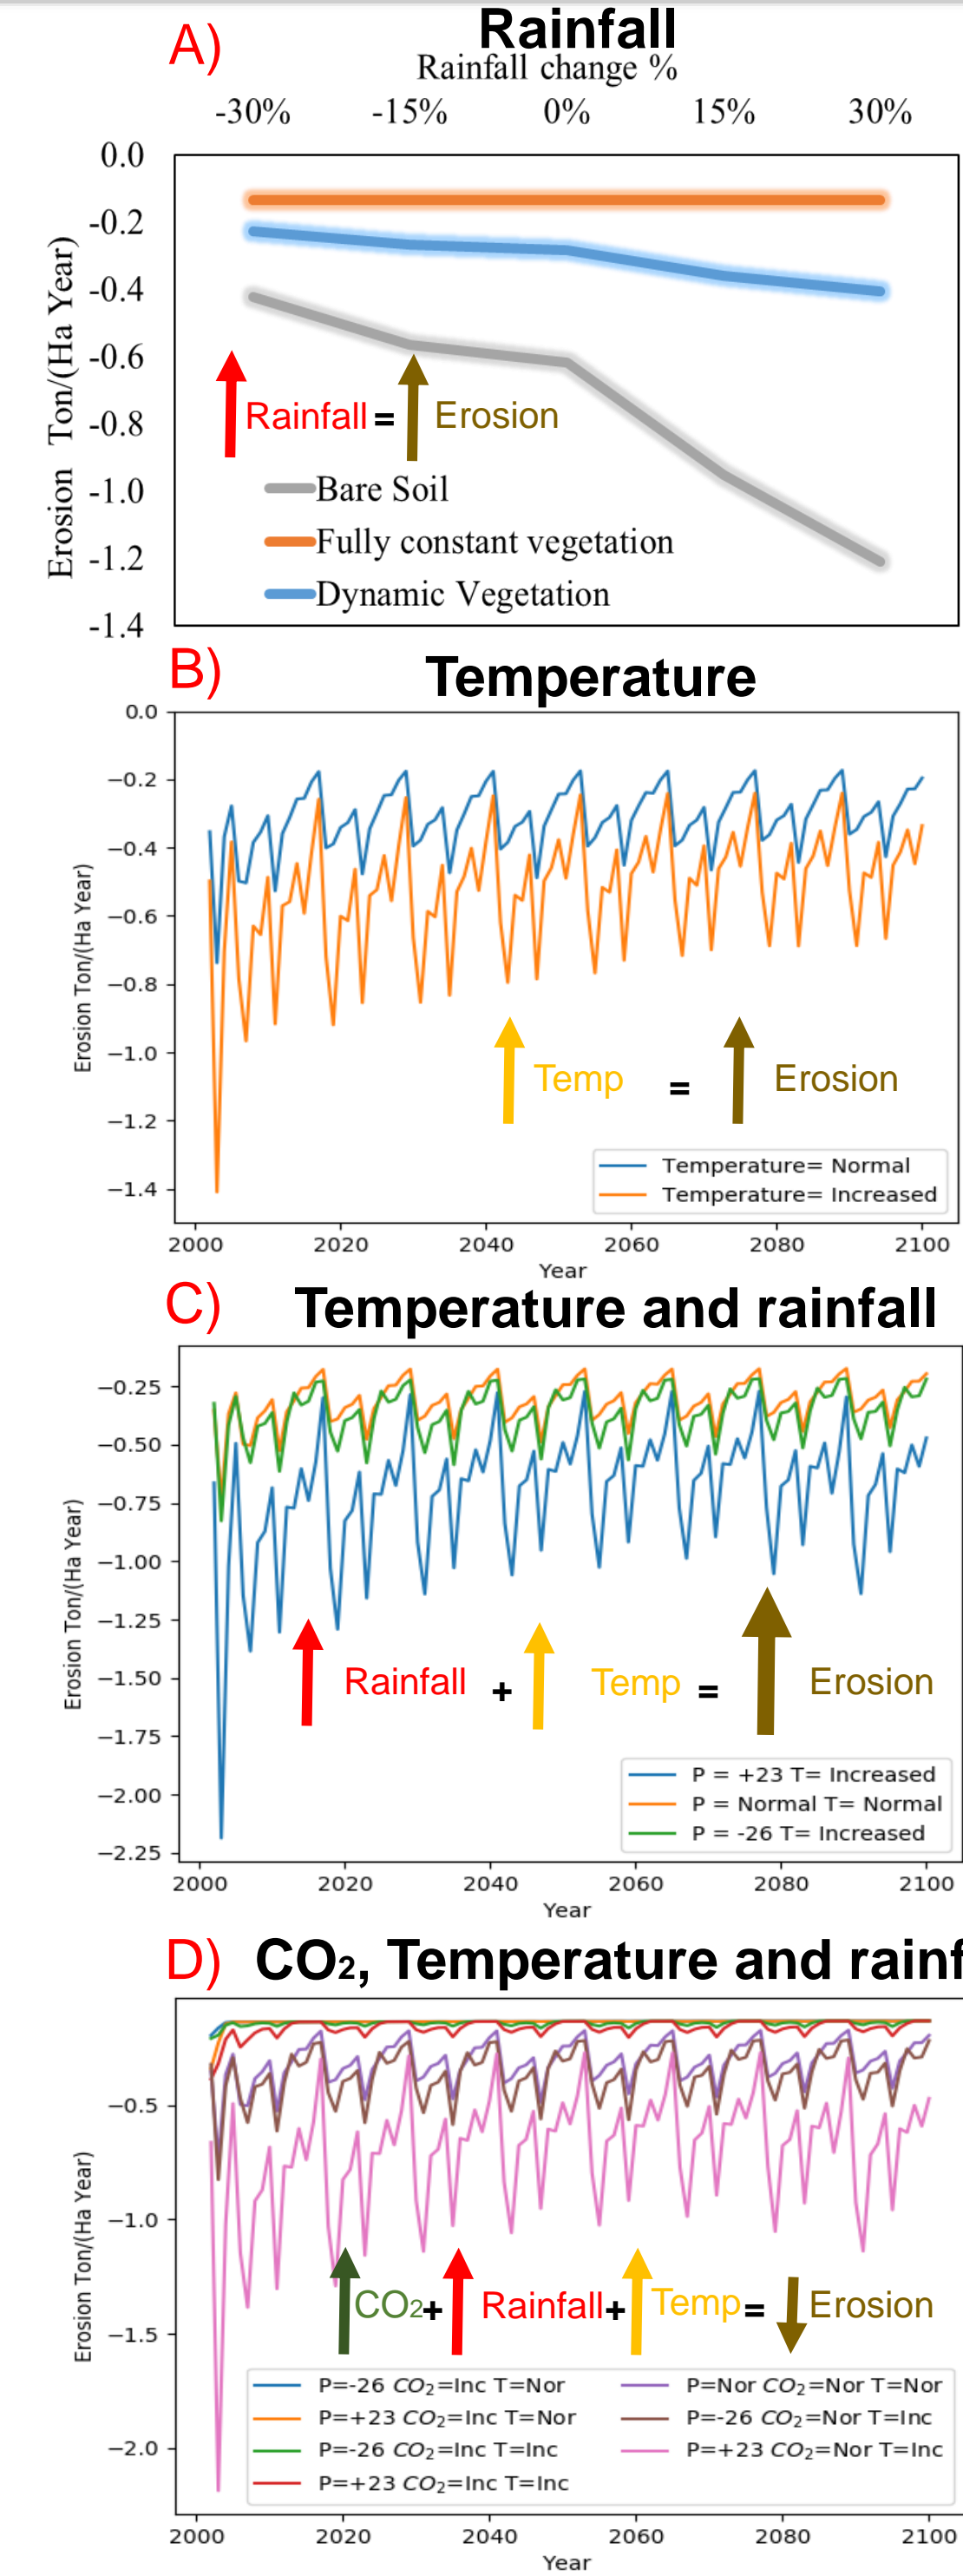 A)
Rainfall
Rainfall change %
-30% -15% 0% 15% 30%
0.0
-0.2
-0.4
-0.6
-0.8
-1.0
-1.2
-1.4
Erosion Ton/(Ha Year)
Rainfall = Erosion
Bare Soil
Fully constant vegetation
Dynamic Vegetation
B)
Temperature
0.0
−0.2
−0.4
−0.6
−0.8
−1.0
−1.2
−1.4
Erosion Ton/(Ha Year)
Temp = Erosion
Temperature= Normal
Temperature= Increased
2000 2020 2040 2060 2080 2100
Year
C)
Temperature and rainfall
−0.25
−0.50
−0.75
−1.00
−1.25
−1.50
−1.75
−2.00
−2.25
Erosion Ton/(Ha Year)
Rainfall + Temp = Erosion
P = +23 T= Increased
P = Normal T= Normal
P = -26 T= Increased
2000 2020 2040 2060 2080 2100
Year
D)
CO₂, Temperature and rainf
−0.5
−1.0
−1.5
−2.0
Erosion Ton/(Ha Year)
CO₂+ Rainfall+ Temp= Erosion
P=-26 CO₂=Inc T=Nor
P=+23 CO₂=Inc T=Nor
P=-26 CO₂=Inc T=Inc
P=+23 CO₂=Inc T=Inc
P=Nor CO₂=Nor T=Nor
P=-26 CO₂=Nor T=Inc
P=+23 CO₂=Nor T=Inc
2000 2020 2040 2060 2080 2100
Year